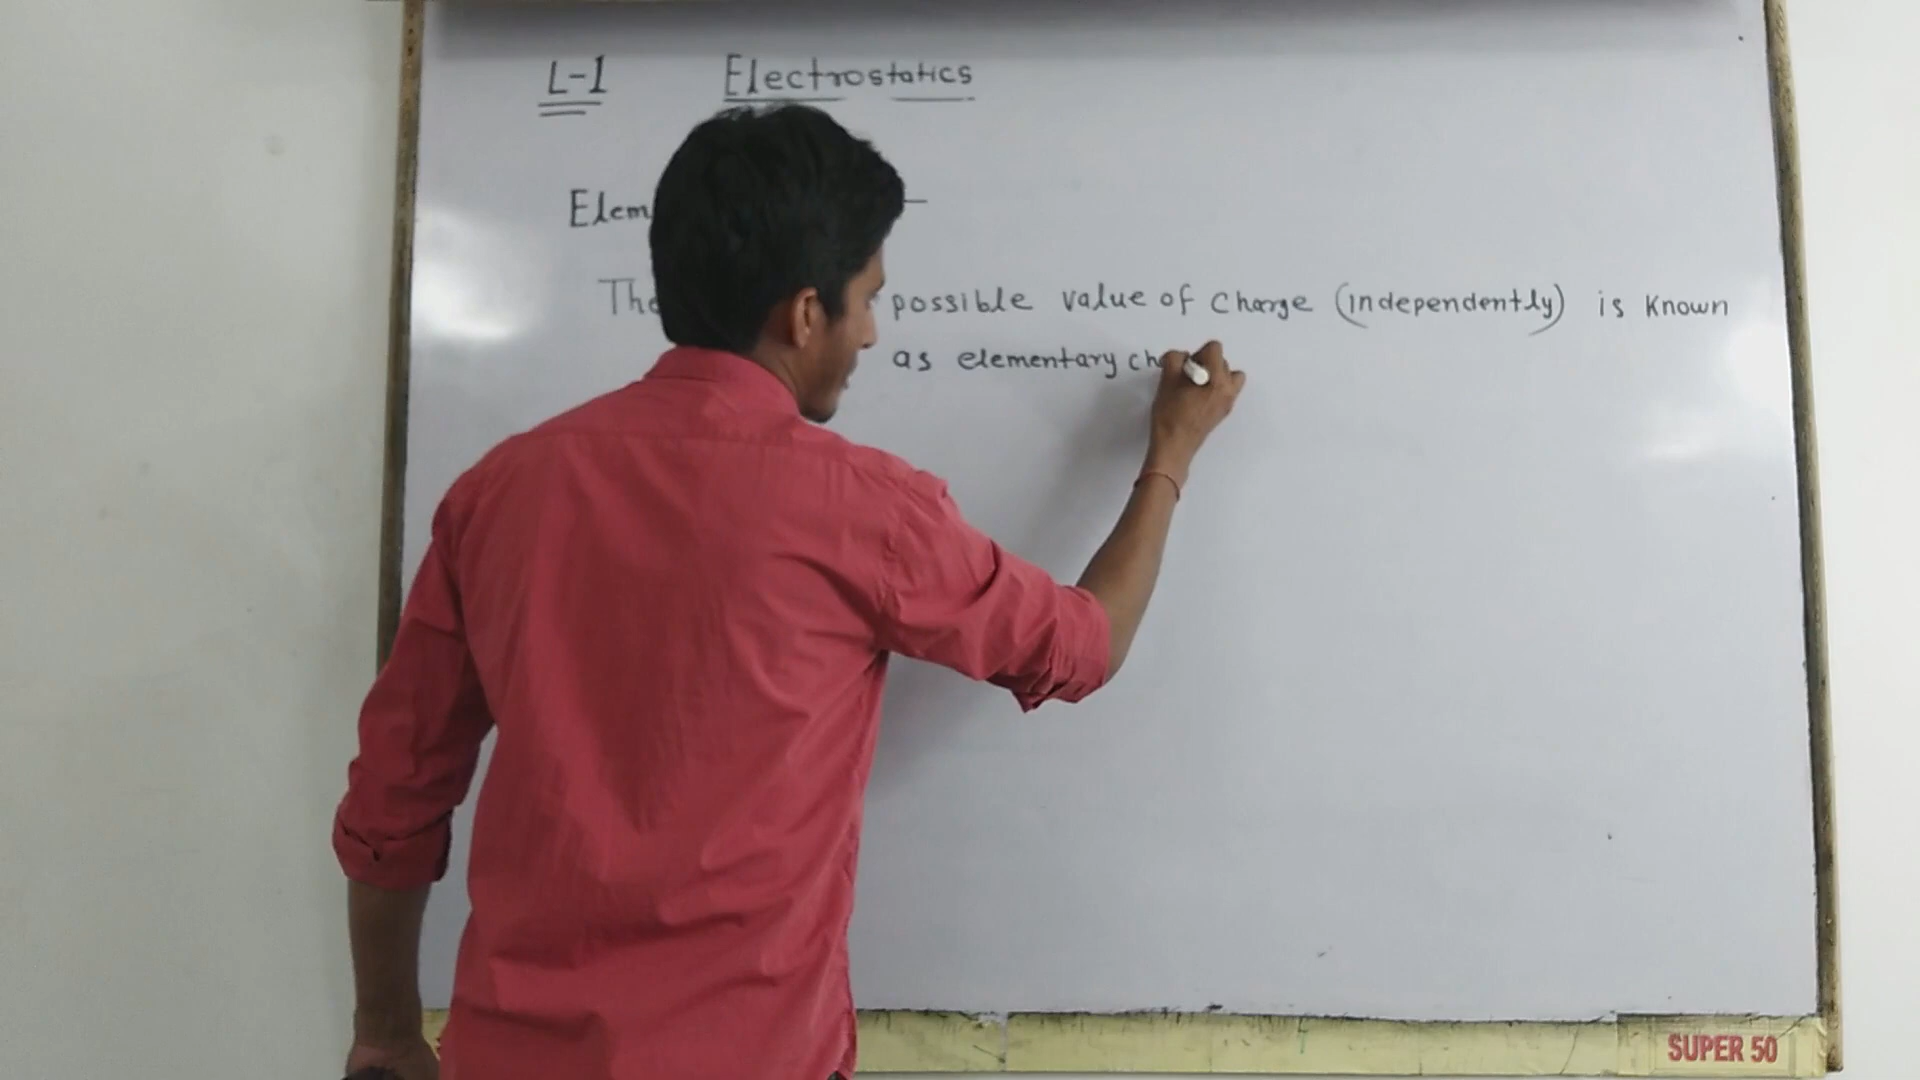 L-1 Electrostatics
Elem
The possible value of charge (independently) is known
as elementary ch
SUPER 50